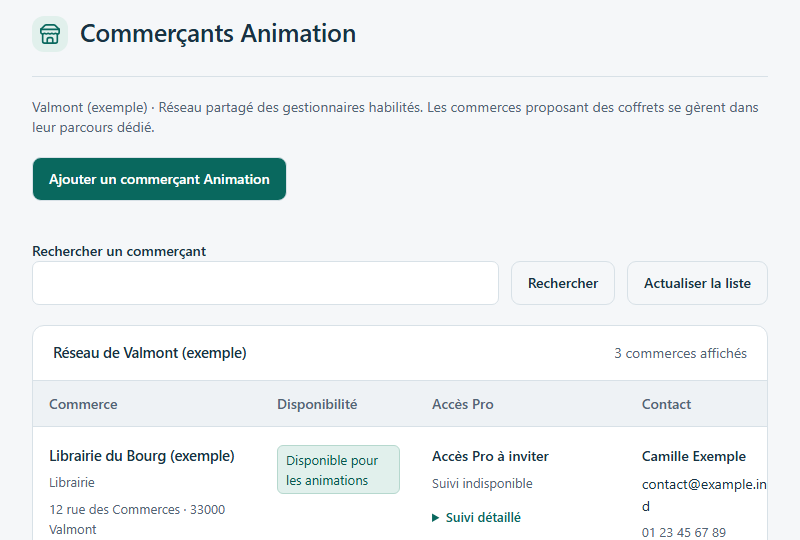 Commerçants Animation
Valmont (exemple) · Réseau partagé des gestionnaires habilités. Les commerces proposant des coffrets se gèrent dans
leur parcours dédié.
Ajouter un commerçant Animation
Rechercher un commerçant
Rechercher
Actualiser la liste
Réseau de Valmont (exemple)
3 commerces affichés
Commerce
Disponibilité
Accès Pro
Contact
Librairie du Bourg (exemple)
Librairie
12 rue des Commerces · 33000
Valmont
Disponible pour
les animations
Accès Pro à inviter
Suivi indisponible
Suivi détaillé
Camille Exemple
contact@example.in
d
01 23 45 67 89